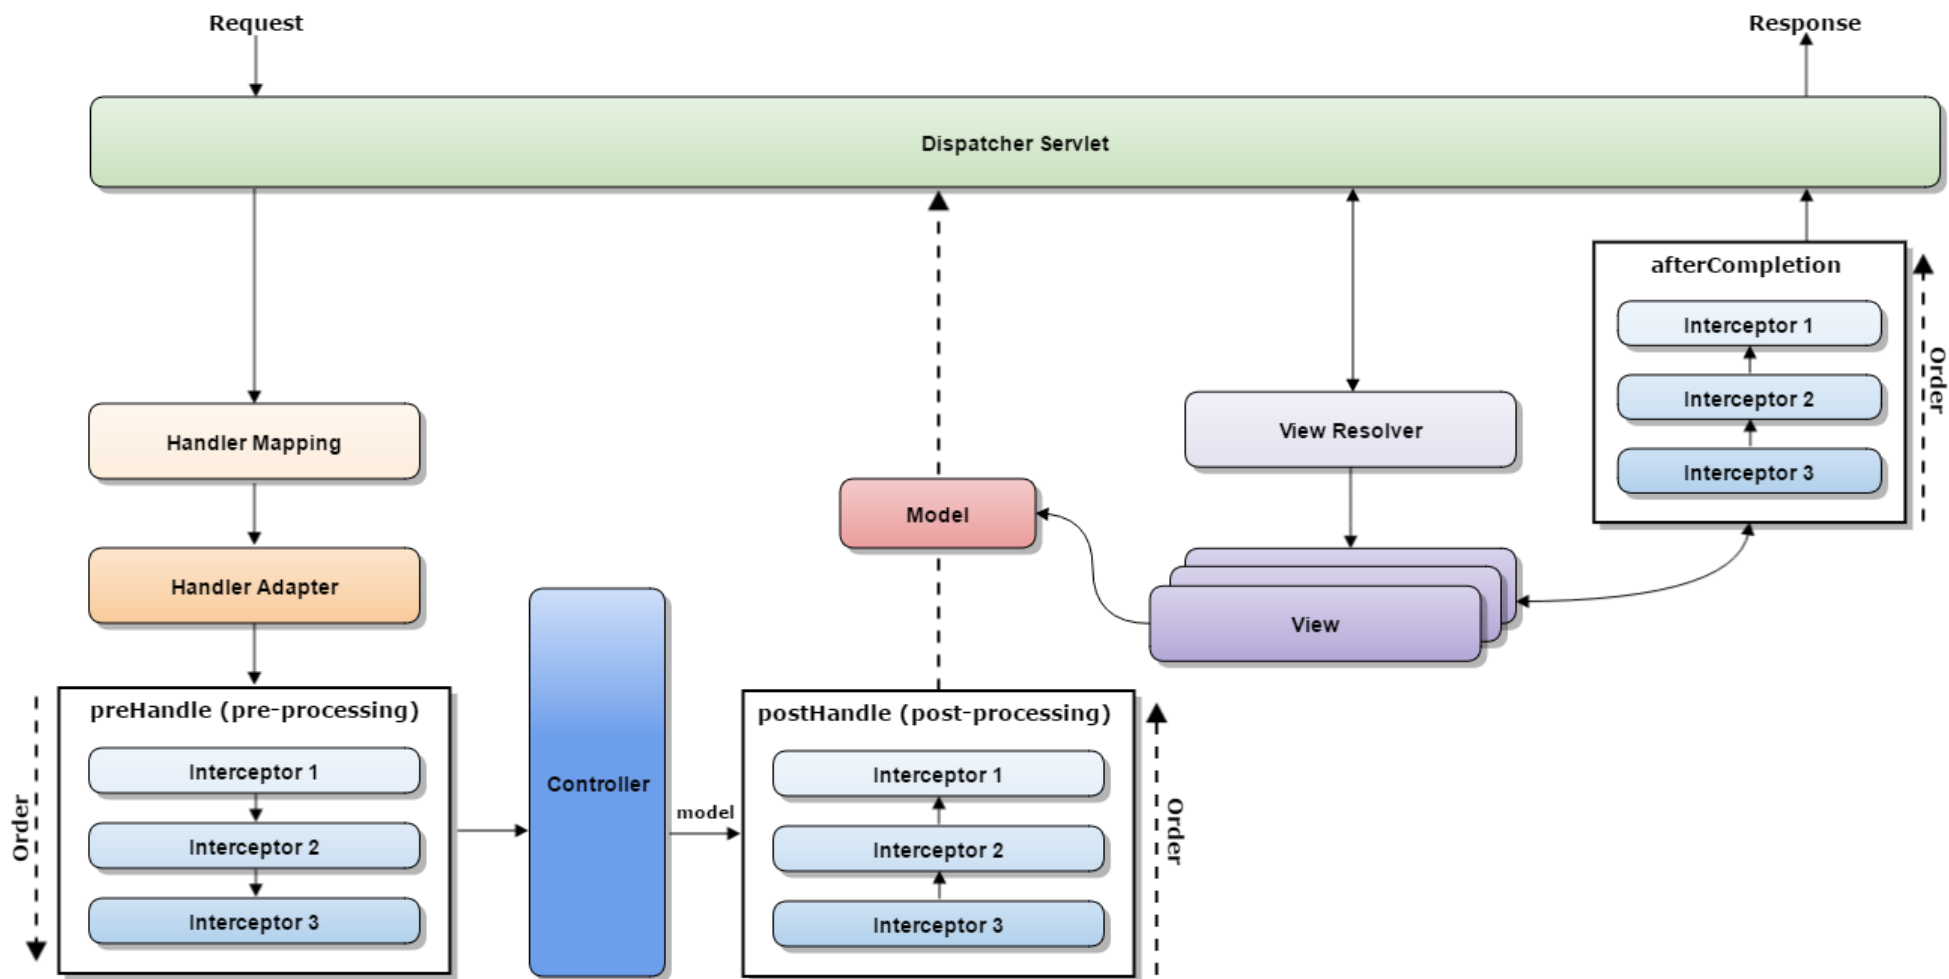 Request
Response
Dispatcher Servlet
afterCompletion
Interceptor 1
Interceptor 2
Interceptor 3
Order
Handler Mapping
View Resolver
Model
Handler Adapter
View
preHandle (pre-processing)
Interceptor 1
Interceptor 2
Interceptor 3
Order
Controller
model
postHandle (post-processing)
Interceptor 1
Interceptor 2
Interceptor 3
Order